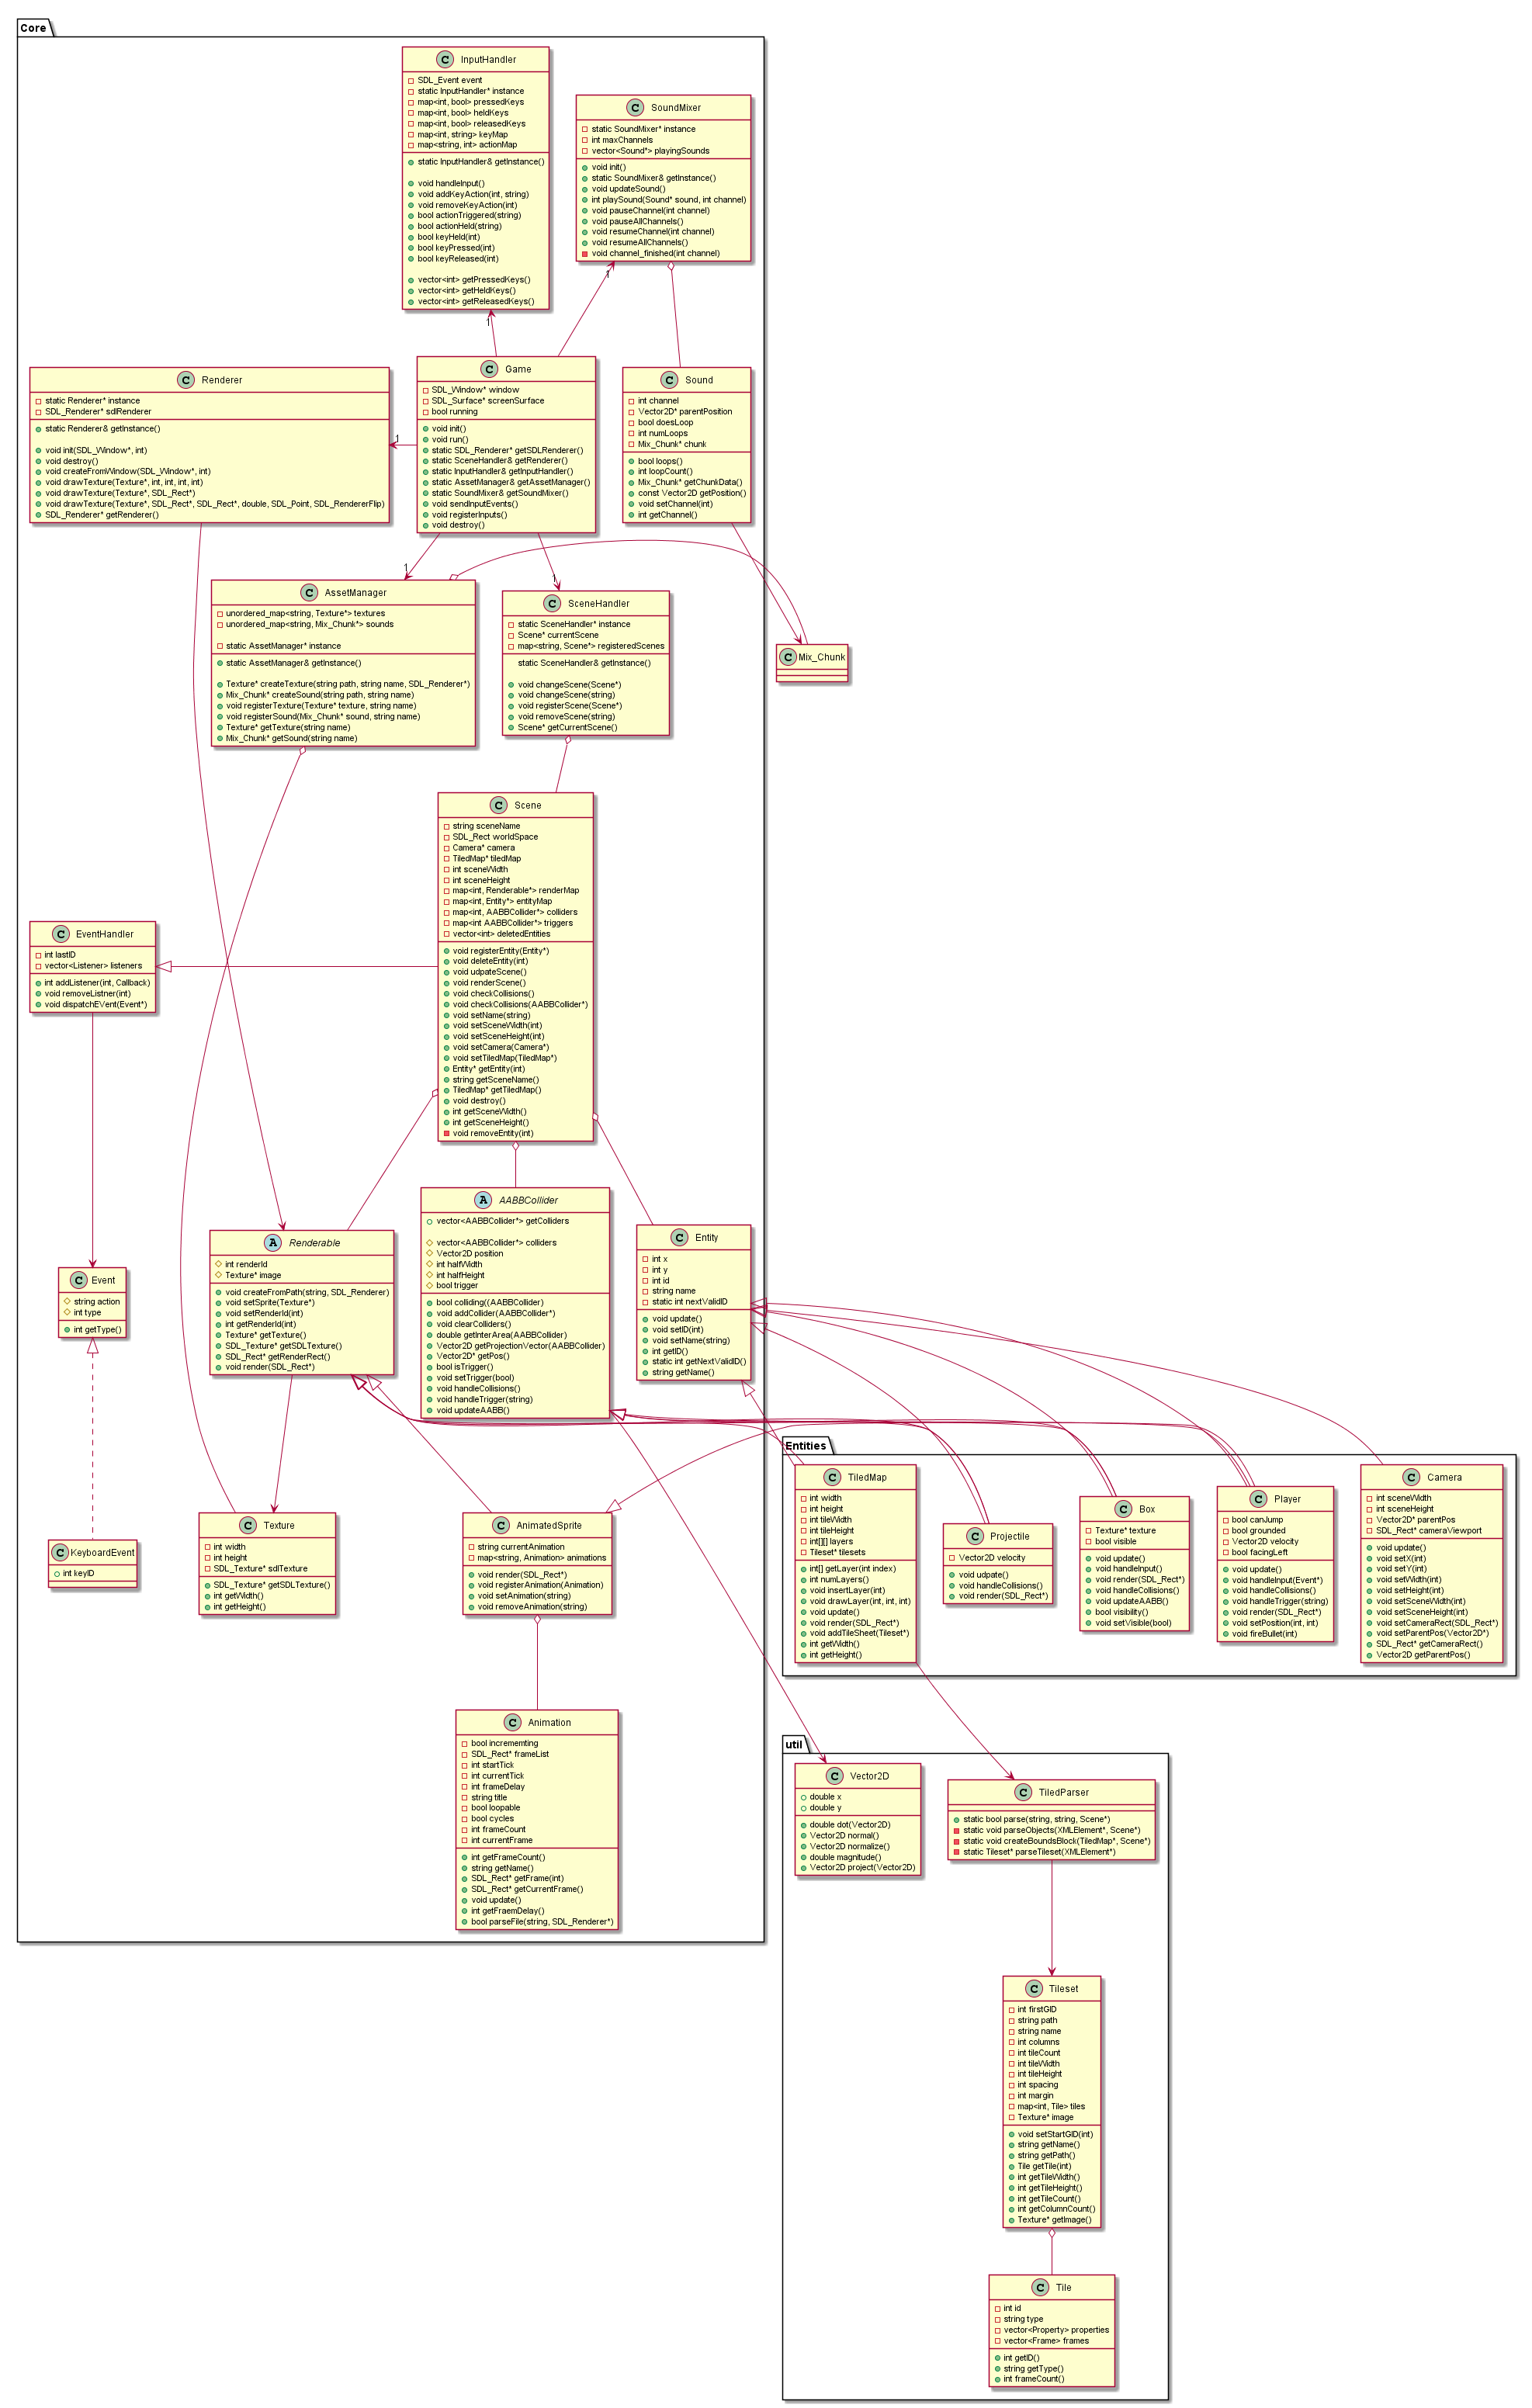 Core
C InputHandler
SDL_Event event
static InputHandler* instance
map<int, bool> pressedKeys
map<int, bool> heldKeys
map<int, bool> releasedKeys
map<int, string> keyMap
map<string, int> actionMap
static InputHandler& getInstance()
void handleInput()
void addKeyAction(int, string)
void removeKeyAction(int)
bool actionTriggered(string)
bool actionHeld(string)
bool keyHeld(int)
bool keyPressed(int)
bool keyReleased(int)
vector<int> getPressedKeys()
vector<int> getHeldKeys()
vector<int> getReleasedKeys()
C SoundMixer
static SoundMixer* instance
int maxChannels
vector<Sound*> playingSounds
void init()
static SoundMixer& getInstance()
void updateSound()
int playSound(Sound* sound, int channel)
void pauseChannel(int channel)
void pauseAllChannels()
void resumeChannel(int channel)
void resumeAllChannels()
void channel_finished(int channel)
1
1
C Renderer
static Renderer* instance
SDL_Renderer* sdlRenderer
static Renderer& getInstance()
void init(SDL_Window*, int)
void destroy()
void createFromWindow(SDL_Window*, int)
void drawTexture(Texture*, int, int, int, int)
void drawTexture(Texture*, SDL_Rect*)
void drawTexture(Texture*, SDL_Rect*, SDL_Rect*, double, SDL_Point, SDL_RendererFlip)
SDL_Renderer* getRenderer()
1
C Game
SDL_Window* window
SDL_Surface* screenSurface
bool running
void init()
void run()
static SDL_Renderer* getSDLRenderer()
static SceneHandler& getRenderer()
static InputHandler& getInputHandler()
static AssetManager& getAssetManager()
static SoundMixer& getSoundMixer()
void sendInputEvents()
void registerInputs()
void destroy()
C Sound
int channel
Vector2D* parentPosition
bool doesLoop
int numLoops
Mix_Chunk* chunk
bool loops()
int loopCount()
Mix_Chunk* getChunkData()
const Vector2D getPosition()
void setChannel(int)
int getChannel()
1
1
C AssetManager
unordered_map<string, Texture*> textures
unordered_map<string, Mix_Chunk*> sounds
static AssetManager* instance
static AssetManager& getInstance()
Texture* createTexture(string path, string name, SDL_Renderer*)
Mix_Chunk* createSound(string path, string name)
void registerTexture(Texture* texture, string name)
void registerSound(Mix_Chunk* sound, string name)
Texture* getTexture(string name)
Mix_Chunk* getSound(string name)
C SceneHandler
static SceneHandler* instance
Scene* currentScene
map<string, Scene*> registeredScenes
static SceneHandler& getInstance()
void changeScene(Scene*)
void changeScene(string)
void registerScene(Scene*)
void removeScene(string)
Scene* getCurrentScene()
C Mix_Chunk
C Scene
string sceneName
SDL_Rect worldSpace
Camera* camera
TiledMap* tiledMap
int sceneWidth
int sceneHeight
map<int, Renderable*> renderMap
map<int, Entity*> entityMap
map<int, AABBCollider*> colliders
map<int AABBCollider*> triggers
vector<int> deletedEntities
void registerEntity(Entity*)
void deleteEntity(int)
void udpateScene()
void renderScene()
void checkCollisions()
void checkCollisions(AABBCollider*)
void setName(string)
void setSceneWidth(int)
void setSceneHeight(int)
void setCamera(Camera*)
void setTiledMap(TiledMap*)
Entity* getEntity(int)
string getSceneName()
TiledMap* getTiledMap()
void destroy()
int getSceneWidth()
int getSceneHeight()
void removeEntity(int)
C EventHandler
int lastID
vector<Listener> listeners
int addListener(int, Callback)
void removeListner(int)
void dispatchEVent(Event*)
A Renderable
int renderId
Texture* image
void createFromPath(string, SDL_Renderer)
void setSprite(Texture*)
void setRenderId(int)
int getRenderId(int)
Texture* getTexture()
SDL_Texture* getSDLTexture()
SDL_Rect* getRenderRect()
void render(SDL_Rect*)
A AABBCollider
vector<AABBCollider*> getColliders
vector<AABBCollider*> colliders
Vector2D position
int halfWidth
int halfHeight
bool trigger
bool colliding((AABBCollider)
void addCollider(AABBCollider*)
void clearColliders()
double getInterArea(AABBCollider)
Vector2D getProjectionVector(AABBCollider)
Vector2D* getPos()
bool isTrigger()
void setTrigger(bool)
void handleCollisions()
void handleTrigger(string)
void updateAABB()
C Entity
int x
int y
int id
string name
static int nextValidID
void update()
void setID(int)
void setName(string)
int getID()
static int getNextValidID()
string getName()
C Event
string action
int type
int getType()
C KeyboardEvent
int keyID
C Texture
int width
int height
SDL_Texture* sdlTexture
SDL_Texture* getSDLTexture()
int getWidth()
int getHeight()
C AnimatedSprite
string currentAnimation
map<string, Animation> animations
void render(SDL_Rect*)
void registerAnimation(Animation)
void setAnimation(string)
void removeAnimation(string)
Entities
C TiledMap
int width
int height
int tileWidth
int tileHeight
int[][] layers
Tileset* tilesets
int[] getLayer(int index)
int numLayers()
void insertLayer(int)
void drawLayer(int, int, int)
void update()
void render(SDL_Rect*)
void addTileSheet(Tileset*)
int getWidth()
int getHeight()
C Projectile
Vector2D velocity
void udpate()
void handleCollisions()
void render(SDL_Rect*)
C Box
Texture* texture
bool visible
void update()
void handleInput()
void render(SDL_Rect*)
void handleCollisions()
void updateAABB()
bool visibility()
void setVisible(bool)
C Player
bool canJump
bool grounded
Vector2D velocity
bool facingLeft
void update()
void handleInput(Event*)
void handleCollisions()
void handleTrigger(string)
void render(SDL_Rect*)
void setPosition(int, int)
void fireBullet(int)
C Camera
int sceneWidth
int sceneHeight
Vector2D* parentPos
SDL_Rect* cameraViewport
void update()
void setX(int)
void setY(int)
void setWidth(int)
void setHeight(int)
void setSceneWidth(int)
void setSceneHeight(int)
void setCameraRect(SDL_Rect*)
void setParentPos(Vector2D*)
SDL_Rect* getCameraRect()
Vector2D getParentPos()
C Animation
bool incrememting
SDL_Rect* frameList
int startTick
int currentTick
int frameDelay
string title
bool loopable
bool cycles
int frameCount
int currentFrame
int getFrameCount()
string getName()
SDL_Rect* getFrame(int)
SDL_Rect* getCurrentFrame()
void update()
int getFraemDelay()
bool parseFile(string, SDL_Renderer*)
util
C Vector2D
double x
double y
double dot(Vector2D)
Vector2D normal()
Vector2D normalize()
double magnitude()
Vector2D project(Vector2D)
C TiledParser
static bool parse(string, string, Scene*)
static void parseObjects(XMLElement*, Scene*)
static void createBoundsBlock(TiledMap*, Scene*)
static Tileset* parseTileset(XMLElement*)
C Tileset
int firstGID
string path
string name
int columns
int tileCount
int tileWidth
int tileHeight
int spacing
int margin
map<int, Tile> tiles
Texture* image
void setStartGID(int)
string getName()
string getPath()
Tile getTile(int)
int getTileWidth()
int getTileHeight()
int getTileCount()
int getColumnCount()
Texture* getImage()
C Tile
int id
string type
vector<Property> properties
vector<Frame> frames
int getID()
string getType()
int frameCount()